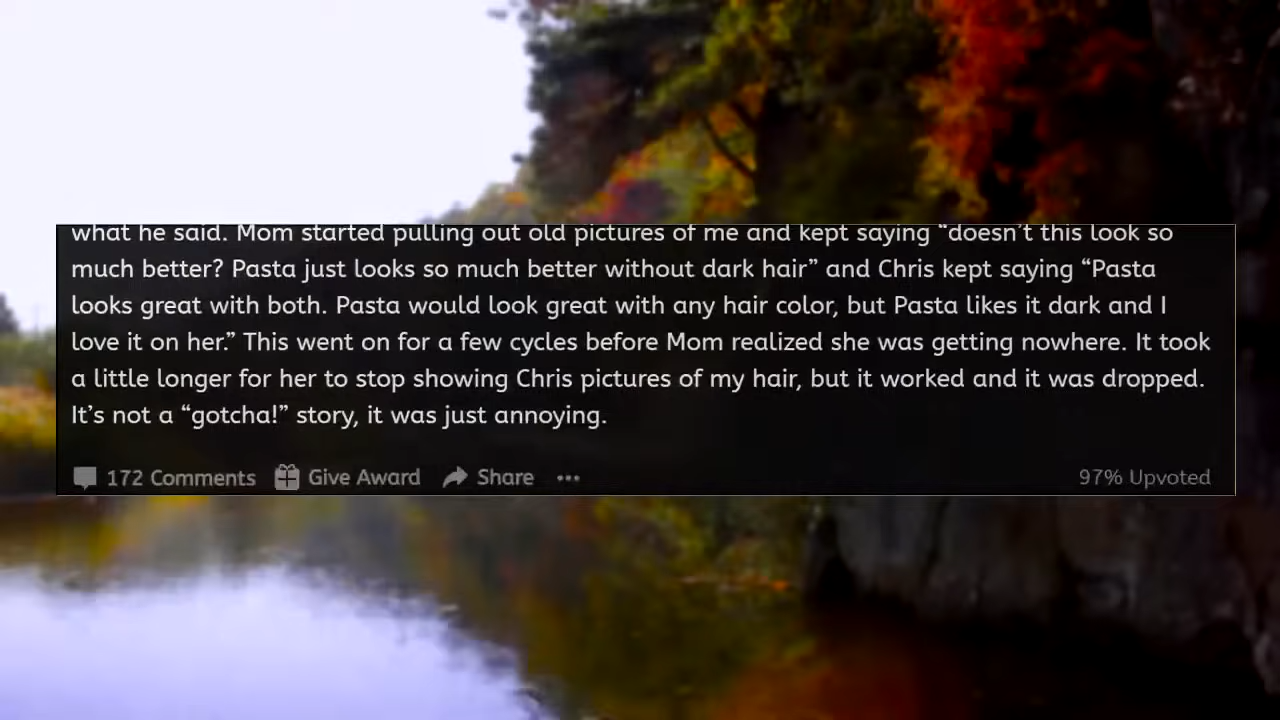 what he said. Mom started pulling out old pictures of me and kept saying “doesn’t this look so
much better? Pasta just looks so much better without dark hair” and Chris kept saying “Pasta
looks great with both. Pasta would look great with any hair color, but Pasta likes it dark and I
love it on her.” This went on for a few cycles before Mom realized she was getting nowhere. It took
a little longer for her to stop showing Chris pictures of my hair, but it worked and it was dropped.
It’s not a “gotcha!” story, it was just annoying.
172 Comments Give Award Share ••• 97% Upvoted